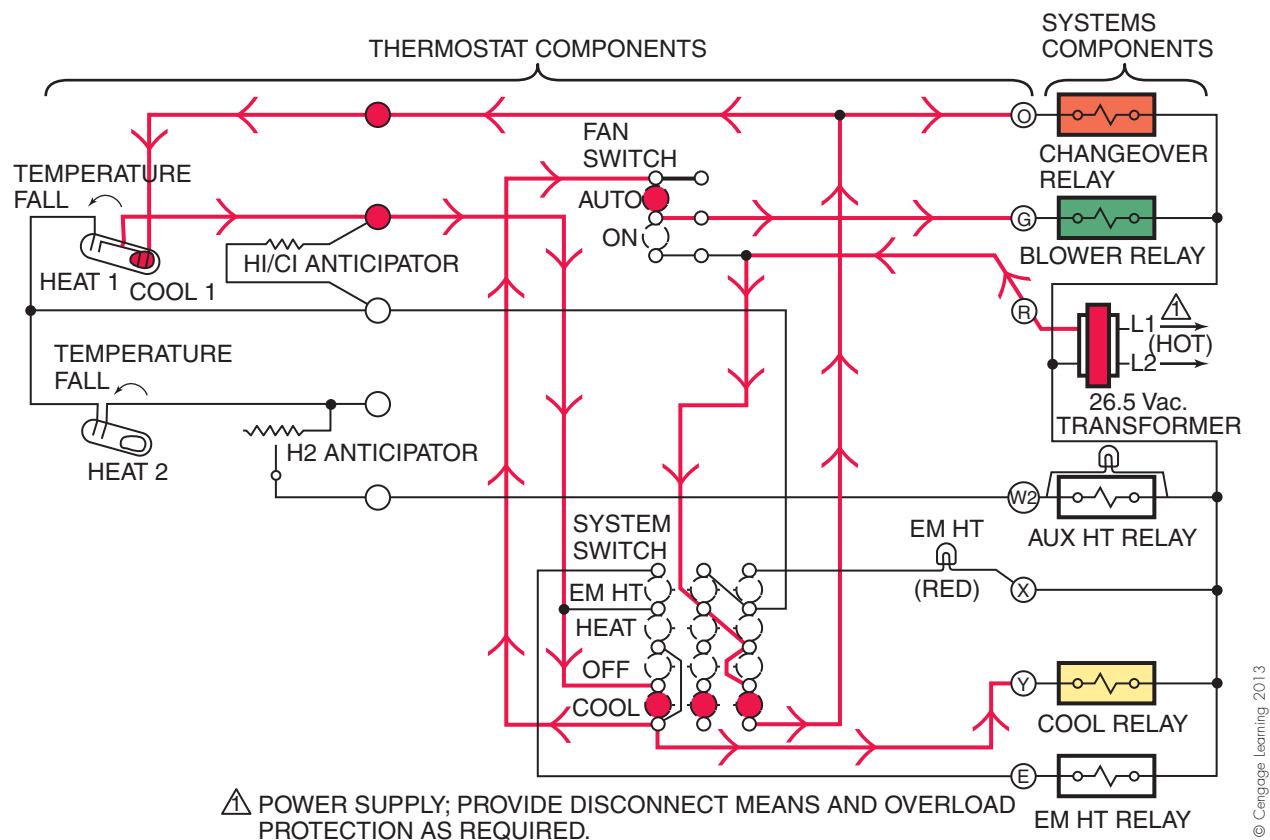 THERMOSTAT COMPONENTS
SYSTEMS
COMPONENTS
O
CHANGEOVER
RELAY
FAN
SWITCH
AUTO
ON
G
BLOWER RELAY
TEMPERATURE
FALL
HEAT 1
COOL 1
HI/CI ANTICIPATOR
R
L1
1
(HOT)
L2
26.5 Vac.
TRANSFORMER
TEMPERATURE
FALL
HEAT 2
H2 ANTICIPATOR
W2
AUX HT RELAY
SYSTEM
SWITCH
EM HT
HEAT
OFF
COOL
EM HT
(RED)
X
Y
COOL RELAY
E
EM HT RELAY
1 POWER SUPPLY; PROVIDE DISCONNECT MEANS AND OVERLOAD
PROTECTION AS REQUIRED.
© Cengage Learning 2013